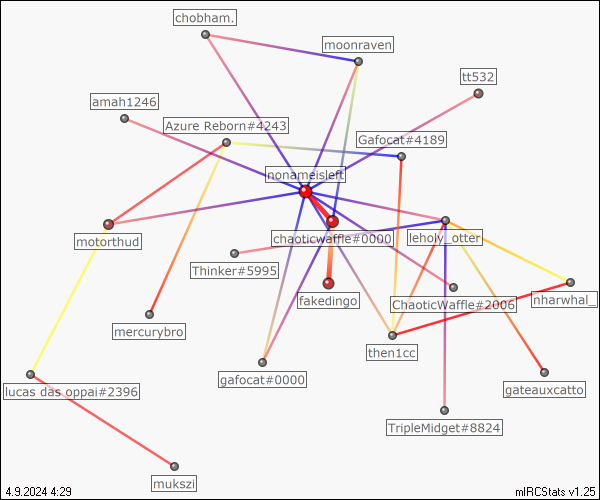 chobham.
moonraven
tt532
amah1246
Azure Reborn#4243
Gafocat#4189
nonameisleft
motorthud
chaoticwaffle#0000
leholy_otter
Thinker#5995
fakedingo
ChaoticWaffle#2006
nharwhal_
mercurybro
then1cc
lucas das oppai#2396
gafocat#0000
gateauxcatto
TripleMidget#8824
mukszi
4.9.2024 4:29
mIRCStats v1.25